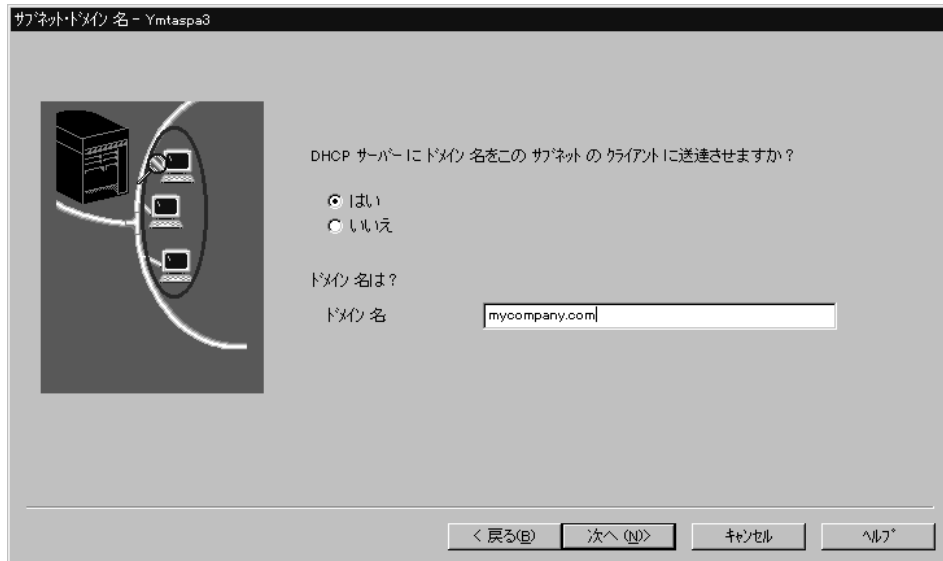 ｻﾌﾞﾈｯﾄ･ﾄﾞﾒｲﾝ 名 - Ymtaspa3
DHCP ｻｰﾊﾞｰ に ﾄﾞﾒｲﾝ 名をこの ｻﾌﾞﾈｯﾄ の ｸﾗｲｱﾝﾄ に送達させますか？
はい
いいえ
ﾄﾞﾒｲﾝ 名は？
ﾄﾞﾒｲﾝ 名
mycompany.com
< 戻る(B)
次へ (N)>
ｷｬﾝｾﾙ
ﾍﾙﾌﾟ